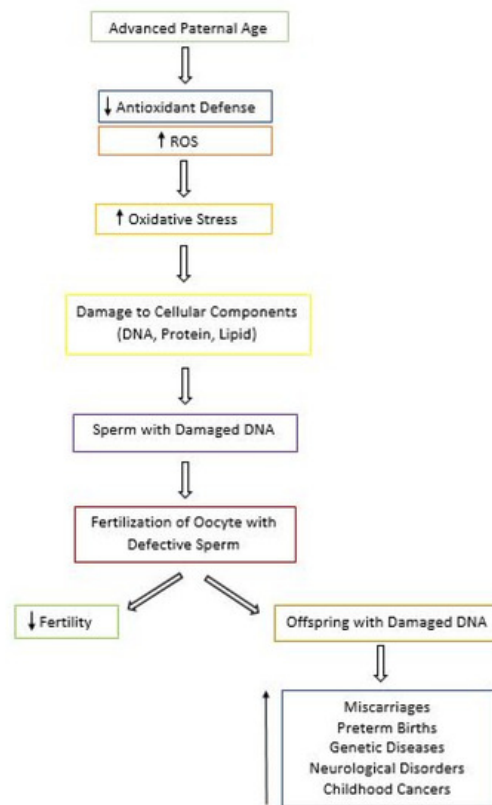 Advanced Paternal Age
↓ Antioxidant Defense
↑ ROS
↑ Oxidative Stress
Damage to Cellular Components
(DNA, Protein, Lipid)
Sperm with Damaged DNA
Fertilization of Oocyte with
Defective Sperm
↓ Fertility
Offspring with Damaged DNA
Miscarriages
Preterm Births
Genetic Diseases
Neurological Disorders
Childhood Cancers